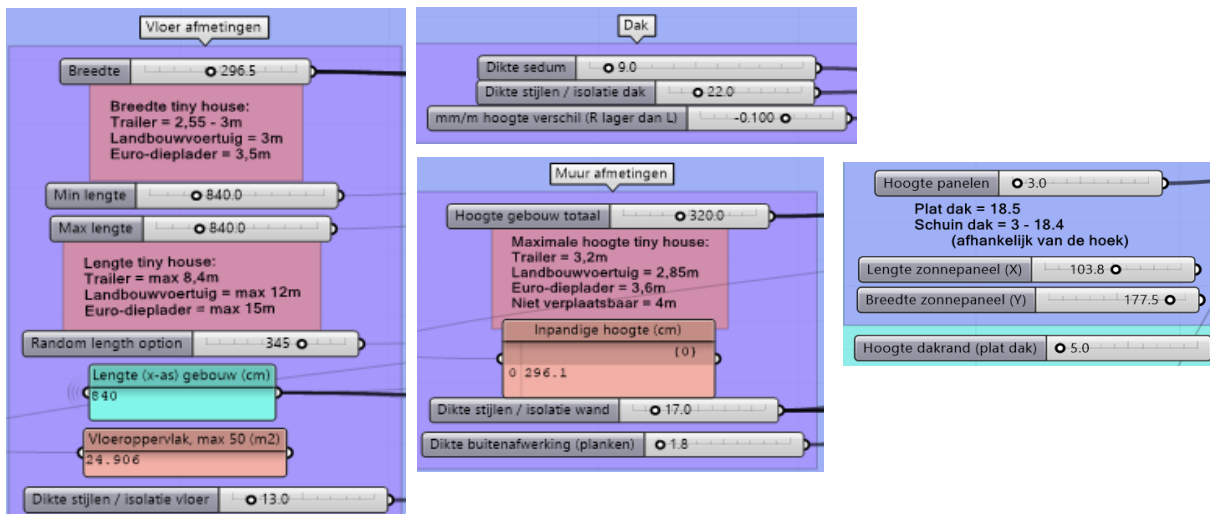 Vloer afmetingen
Breedte 296.5
Breedte tiny house:
Trailer = 2,55 - 3m
Landbouwvoertuig = 3m
Euro-dieplader = 3,5m
Min lengte 840.0
Max lengte 840.0
Lengte tiny house:
Trailer = max 8,4m
Landbouwvoertuig = max 12m
Euro-dieplader = max 15m
Random length option 345
Lengte (x-as) gebouw (cm)
840
Vloeroppervlak, max 50 (m2)
24.906
Dikte stijlen / isolatie vloer 13.0
Dak
Dikte sedum 9.0
Dikte stijlen / isolatie dak 22.0
mm/m hoogte verschil (R lager dan L) -0.100
Muur afmetingen
Hoogte gebouw totaal 320.0
Maximale hoogte tiny house:
Trailer = 3,2m
Landbouwvertuig = 2,85m
Euro-dieplader = 3,6m
Niet verplaatsbaar = 4m
Inpandige hoogte (cm)
{0}
0 296.1
Dikte stijlen / isolatie wand 17.0
Dikte buitenafwerking (planken) 1.8
Hoogte panelen 3.0
Plat dak = 18.5
Schuin dak = 3 - 18.4
(afhankelijk van de hoek)
Lengte zonnepaneel (X) 103.8
Breedte zonnepaneel (Y) 177.5
Hoogte dakrand (plat dak) 5.0